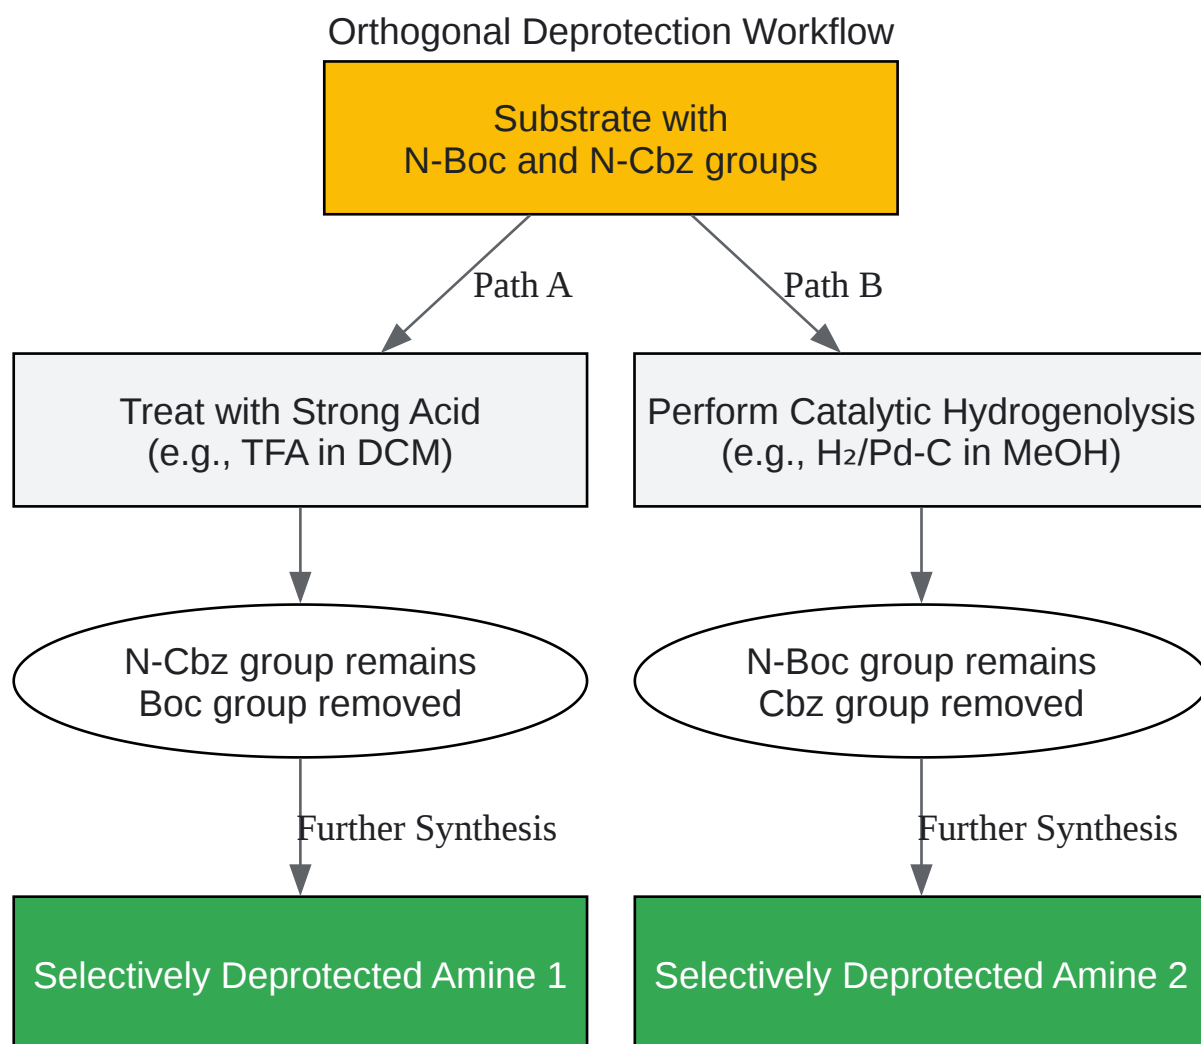 Orthogonal Deprotection Workflow
Substrate with
N-Boc and N-Cbz groups
Path A
Path B
Treat with Strong Acid
(e.g., TFA in DCM)
Perform Catalytic Hydrogenolysis
(e.g., H₂/Pd-C in MeOH)
N-Cbz group remains
Boc group removed
N-Boc group remains
Cbz group removed
Further Synthesis
Further Synthesis
Selectively Deprotected Amine 1
Selectively Deprotected Amine 2